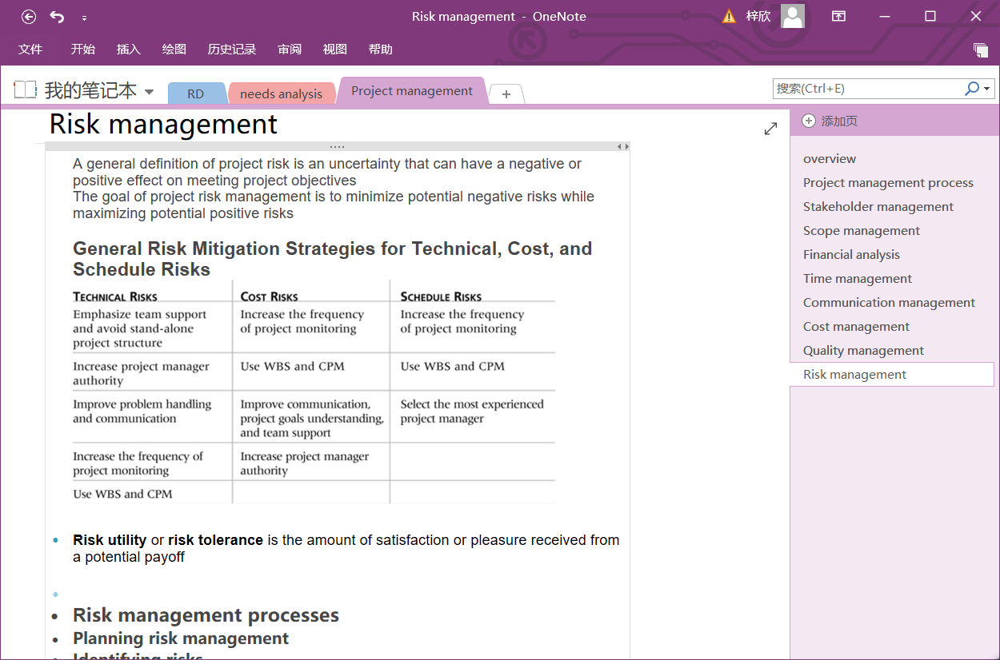 Risk management - OneNote
梓欣
文件 开始 插入 绘图 历史记录 审阅 视图 帮助
我的笔记本
RD
needs analysis
Project management
搜索(Ctrl+E)
Risk management
A general definition of project risk is an uncertainty that can have a negative or
positive effect on meeting project objectives
The goal of project risk management is to minimize potential negative risks while
maximizing potential positive risks
General Risk Mitigation Strategies for Technical, Cost, and
Schedule Risks
TECHNICAL RISKS COST RISKS SCHEDULE RISKS
Emphasize team support Increase the frequency Increase the frequency
and avoid stand-alone of project monitoring of project monitoring
project structure
Increase project manager Use WBS and CPM Use WBS and CPM
authority
Improve problem handling Improve communication, Select the most experienced
and communication project goals understanding, project manager
and team support
Increase the frequency of Increase project manager
project monitoring authority
Use WBS and CPM
Risk utility or risk tolerance is the amount of satisfaction or pleasure received from
a potential payoff
Risk management processes
Planning risk management
Identifying risks
添加页
overview
Project management process
Stakeholder management
Scope management
Financial analysis
Time management
Communication management
Cost management
Quality management
Risk management